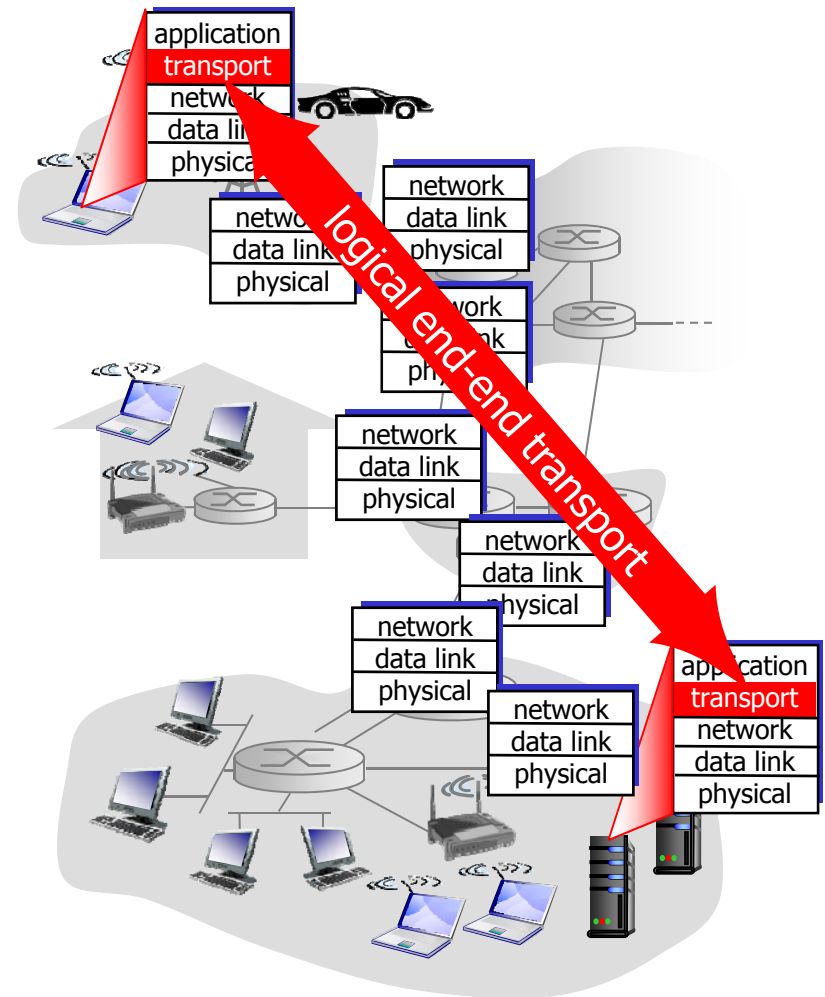 application
transport
network
data link
physical
network
data link
physical
network
data link
physical
logical end-end transport
network
data link
physical
network
data link
physical
network
data link
physical
network
data link
physical
application
transport
network
data link
physical
network
data link
physical